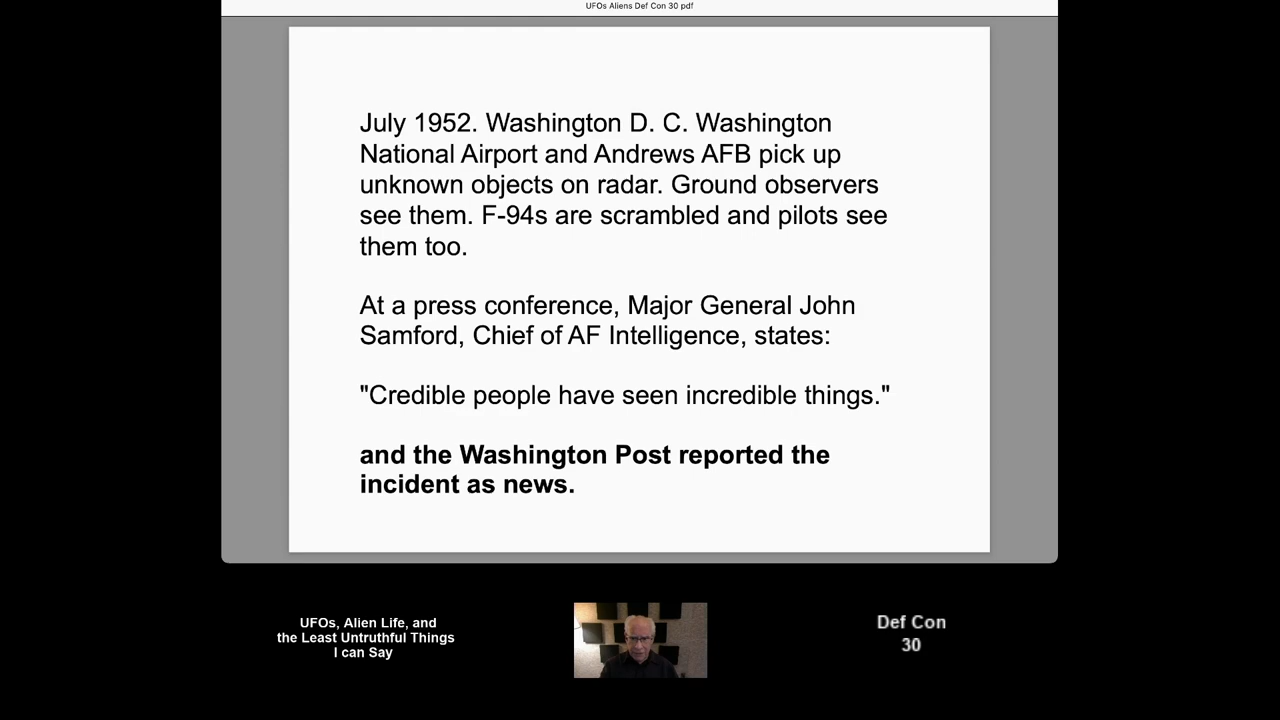 UFOs Aliens Def Con 30 pdf
July 1952. Washington D. C. Washington
National Airport and Andrews AFB pick up
unknown objects on radar. Ground observers
see them. F-94s are scrambled and pilots see
them too.
At a press conference, Major General John
Samford, Chief of AF Intelligence, states:
"Credible people have seen incredible things."
and the Washington Post reported the
incident as news.
UFOs, Alien Life, and
the Least Untruthful Things
I can Say
Def Con
30